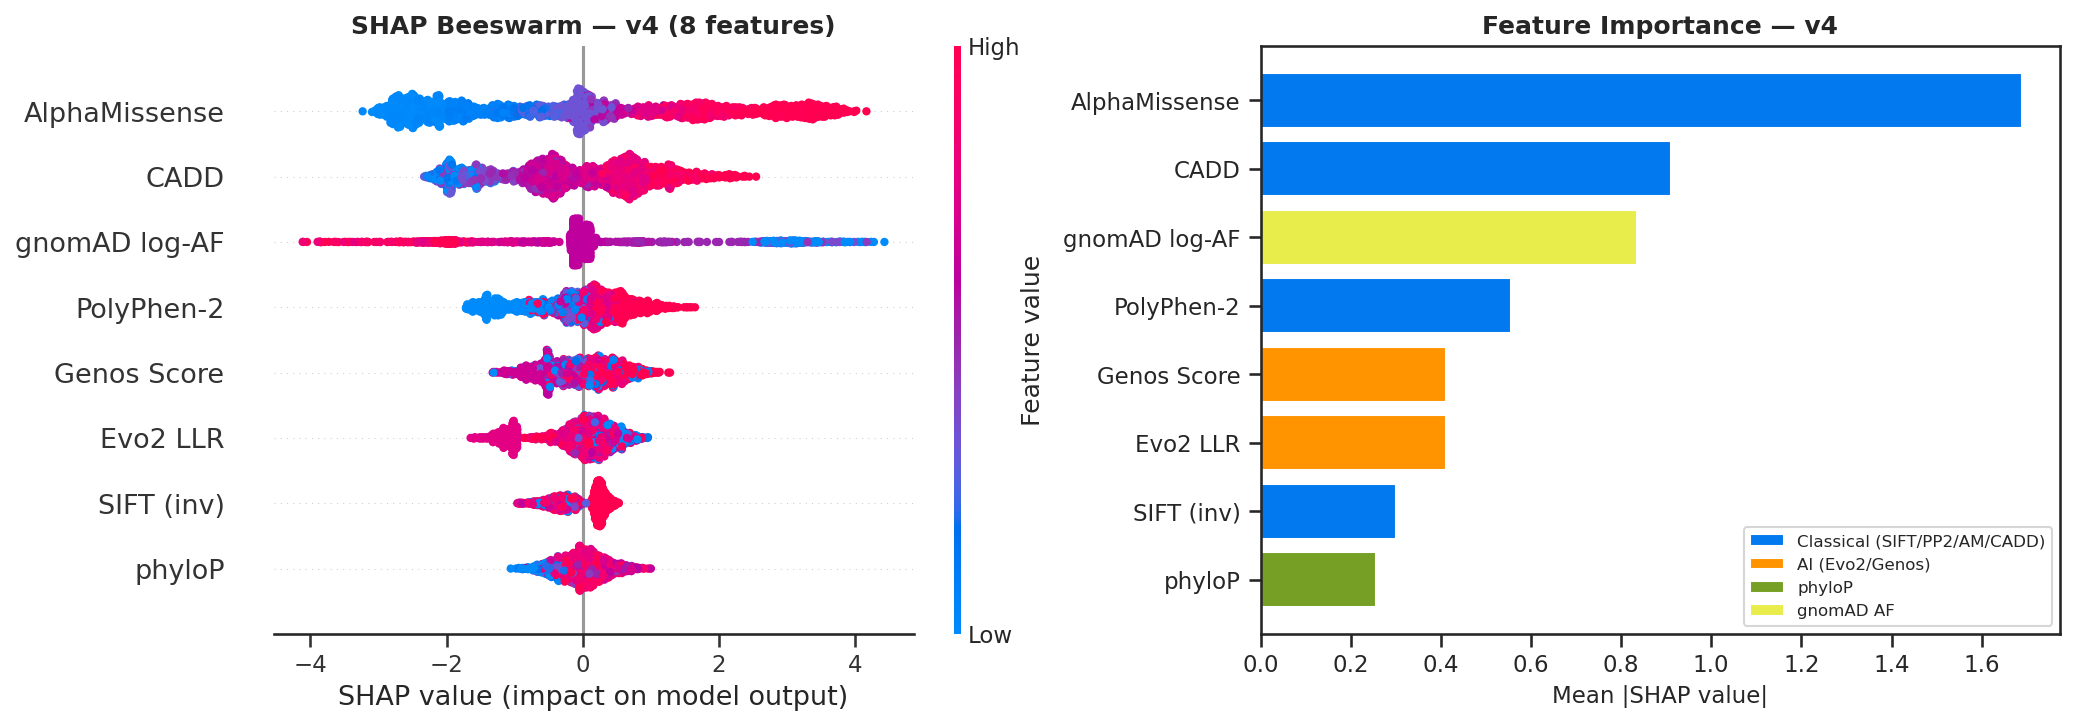 SHAP Beeswarm — v4 (8 features)
AlphaMissense
CADD
gnomAD log-AF
PolyPhen-2
Genos Score
Evo2 LLR
SIFT (inv)
phyloP
−4
−2
0
2
4
SHAP value (impact on model output)
High
Feature value
Low
Feature Importance — v4
AlphaMissense
CADD
gnomAD log-AF
PolyPhen-2
Genos Score
Evo2 LLR
SIFT (inv)
phyloP
Classical (SIFT/PP2/AM/CADD)
AI (Evo2/Genos)
phyloP
gnomAD AF
0.0
0.2
0.4
0.6
0.8
1.0
1.2
1.4
1.6
Mean |SHAP value|